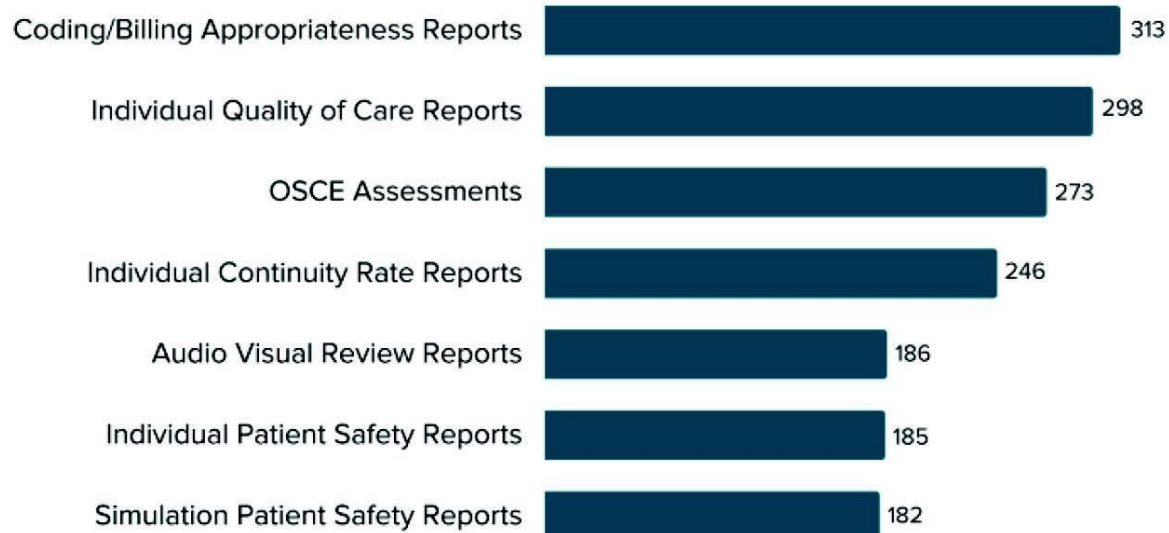 Coding/Billing Appropriateness Reports 313
Individual Quality of Care Reports 298
OSCE Assessments 273
Individual Continuity Rate Reports 246
Audio Visual Review Reports 186
Individual Patient Safety Reports 185
Simulation Patient Safety Reports 182